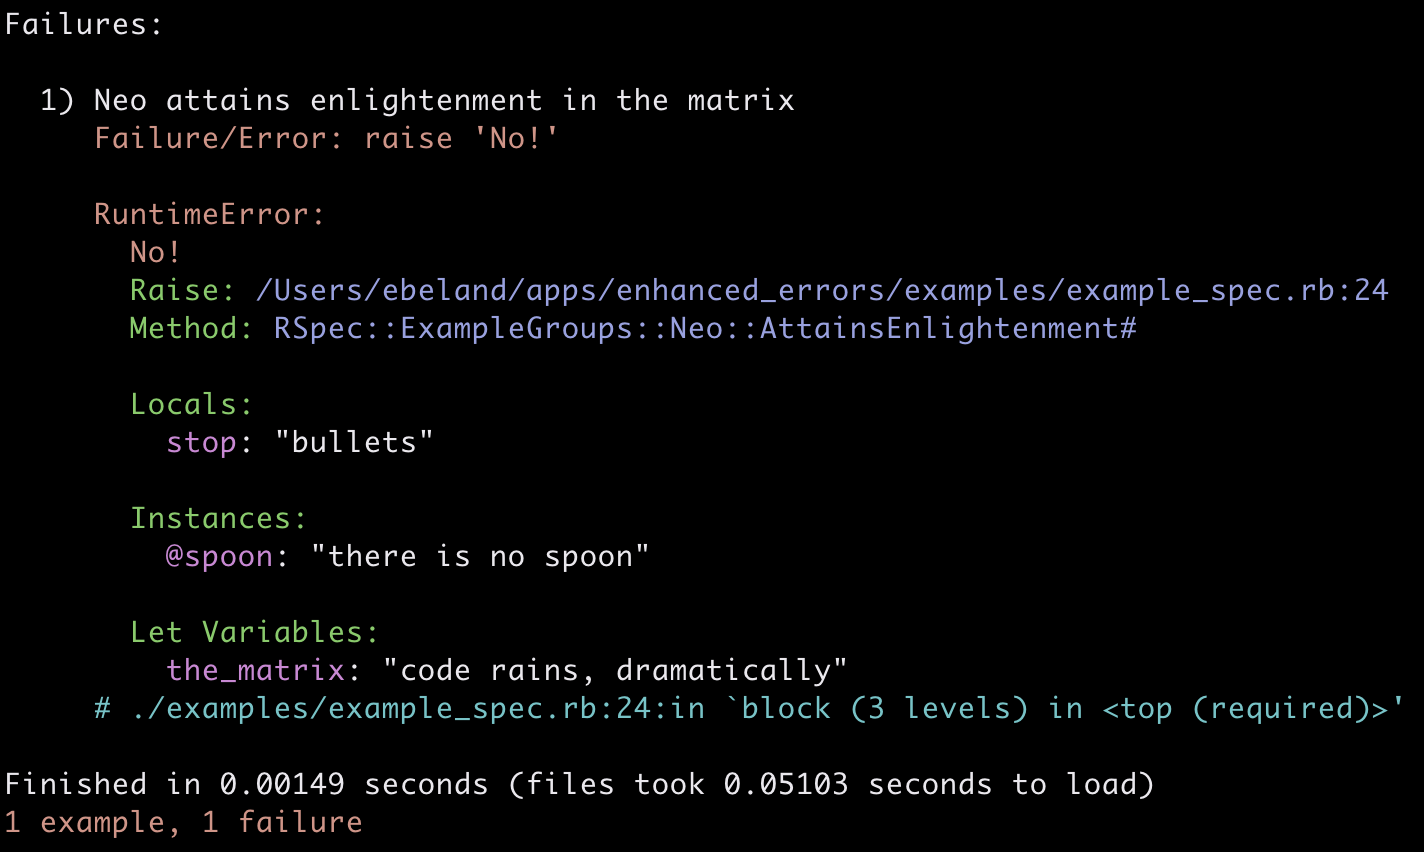 Failures:
1) Neo attains enlightenment in the matrix
Failure/Error: raise 'No!'
RuntimeError:
No!
Raise: /Users/ebeland/apps/enhanced_errors/examples/example_spec.rb:24
Method: RSpec::ExampleGroups::Neo::AttainsEnlightenment#
Locals:
stop: "bullets"
Instances:
@spoon: "there is no spoon"
Let Variables:
the_matrix: "code rains, dramatically"
# ./examples/example_spec.rb:24:in `block (3 levels) in <top (required)>'
Finished in 0.00149 seconds (files took 0.05103 seconds to load)
1 example, 1 failure